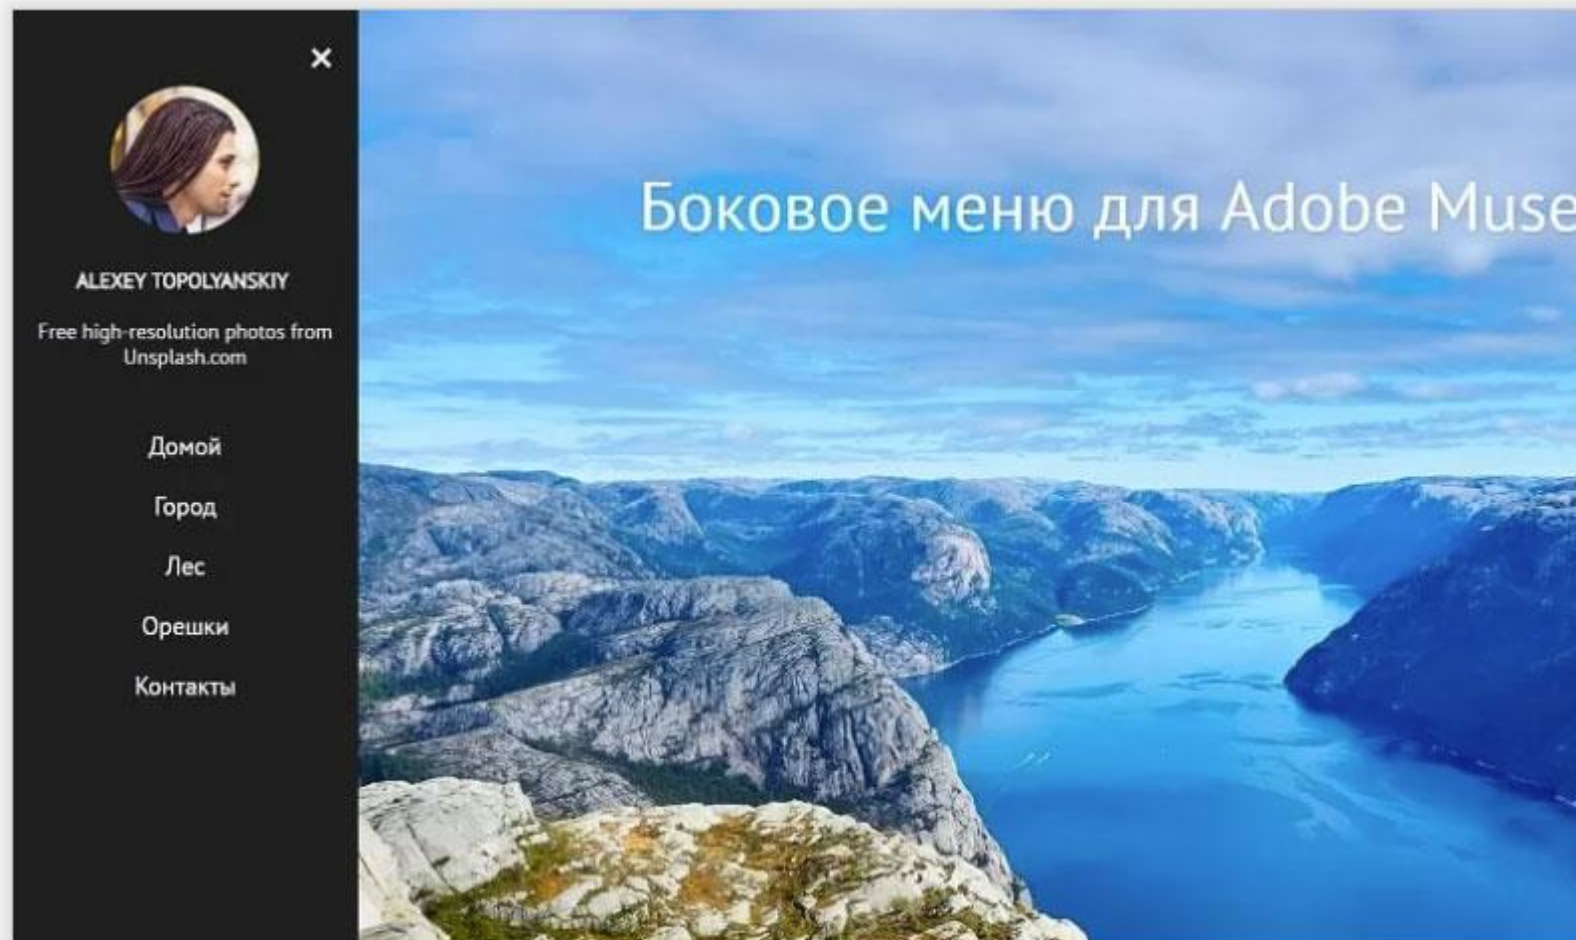 ALEXEY TOPOLYANSKIY
Free high-resolution photos from
Unsplash.com
Домой
Город
Лес
Орешки
Контакты
Боковое меню для Adobe Muse